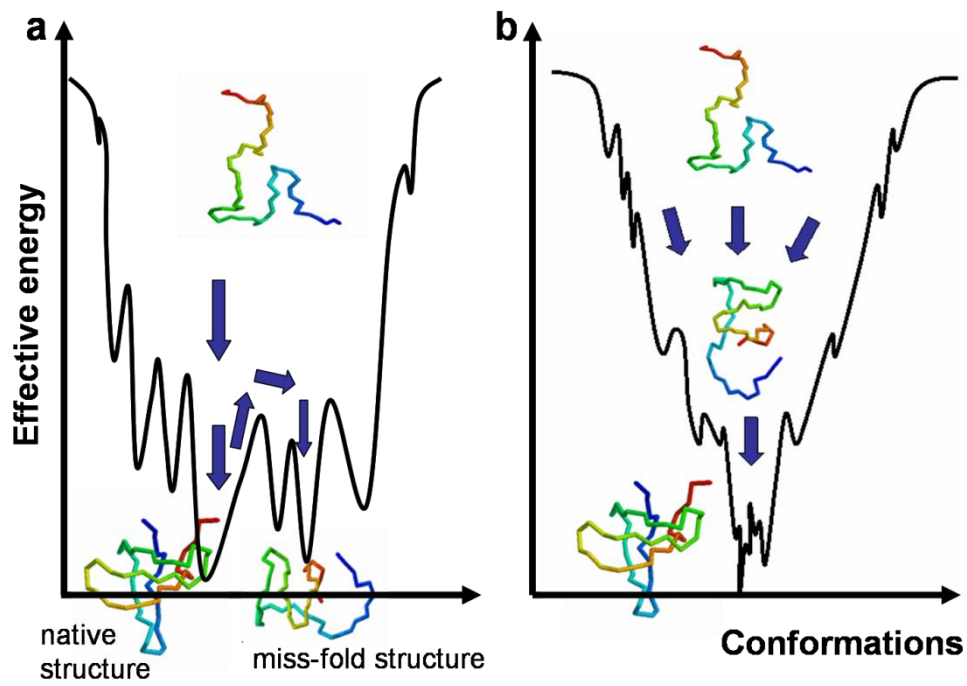 a
b
Effective energy
native
structure
miss-fold structure
Conformations